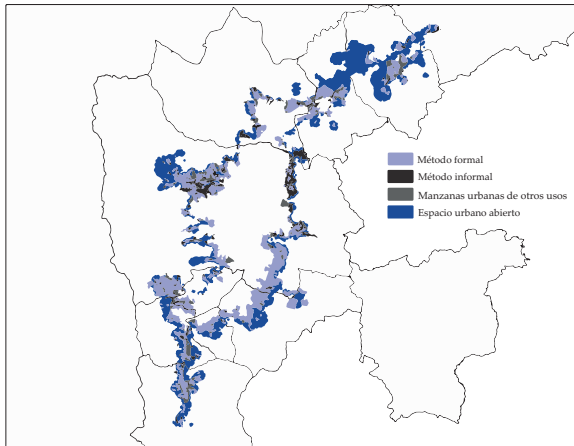 Método formal
Método informal
Manzanas urbanas de otros usos
Espacio urbano abierto